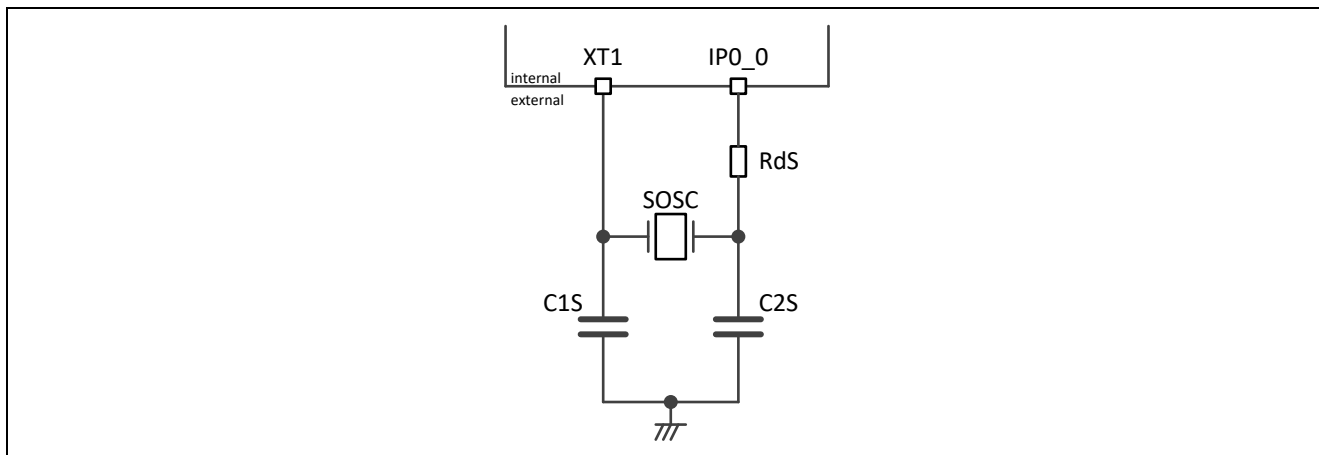 XT1
IP0_0
internal
external
RdS
SOSC
C1S
C2S